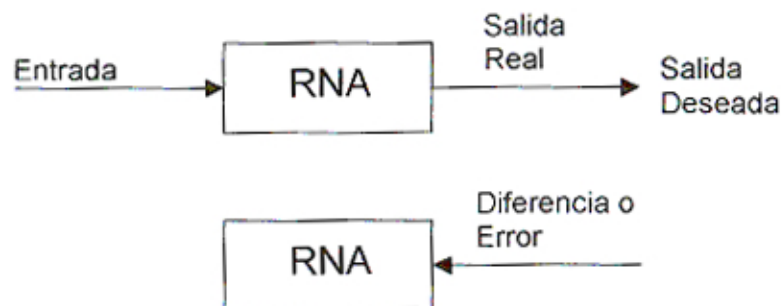 Entrada
RNA
Salida
Real
Salida
Deseada
RNA
Diferencia o
Error